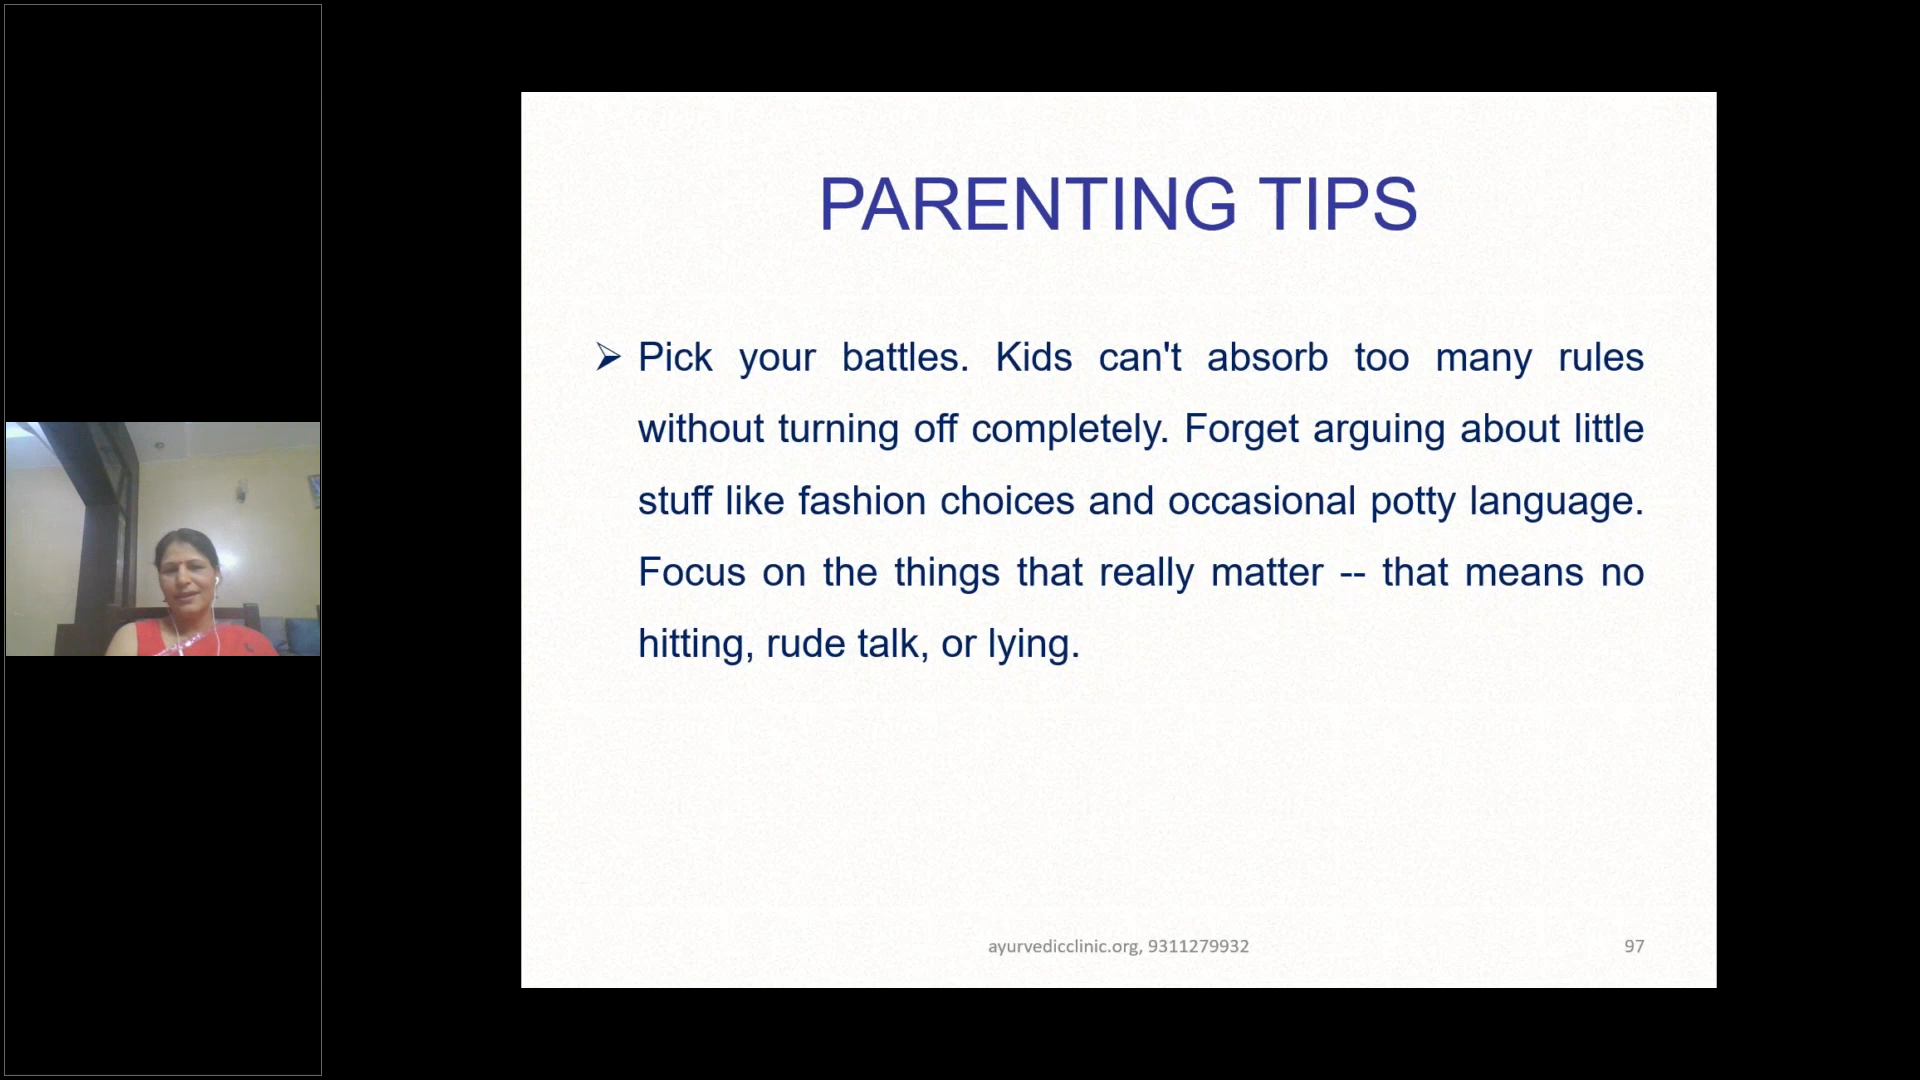 PARENTING TIPS
➢ Pick your battles. Kids can't absorb too many rules
without turning off completely. Forget arguing about little
stuff like fashion choices and occasional potty language.
Focus on the things that really matter -- that means no
hitting, rude talk, or lying.
ayurvedicclinic.org, 9311279932
97